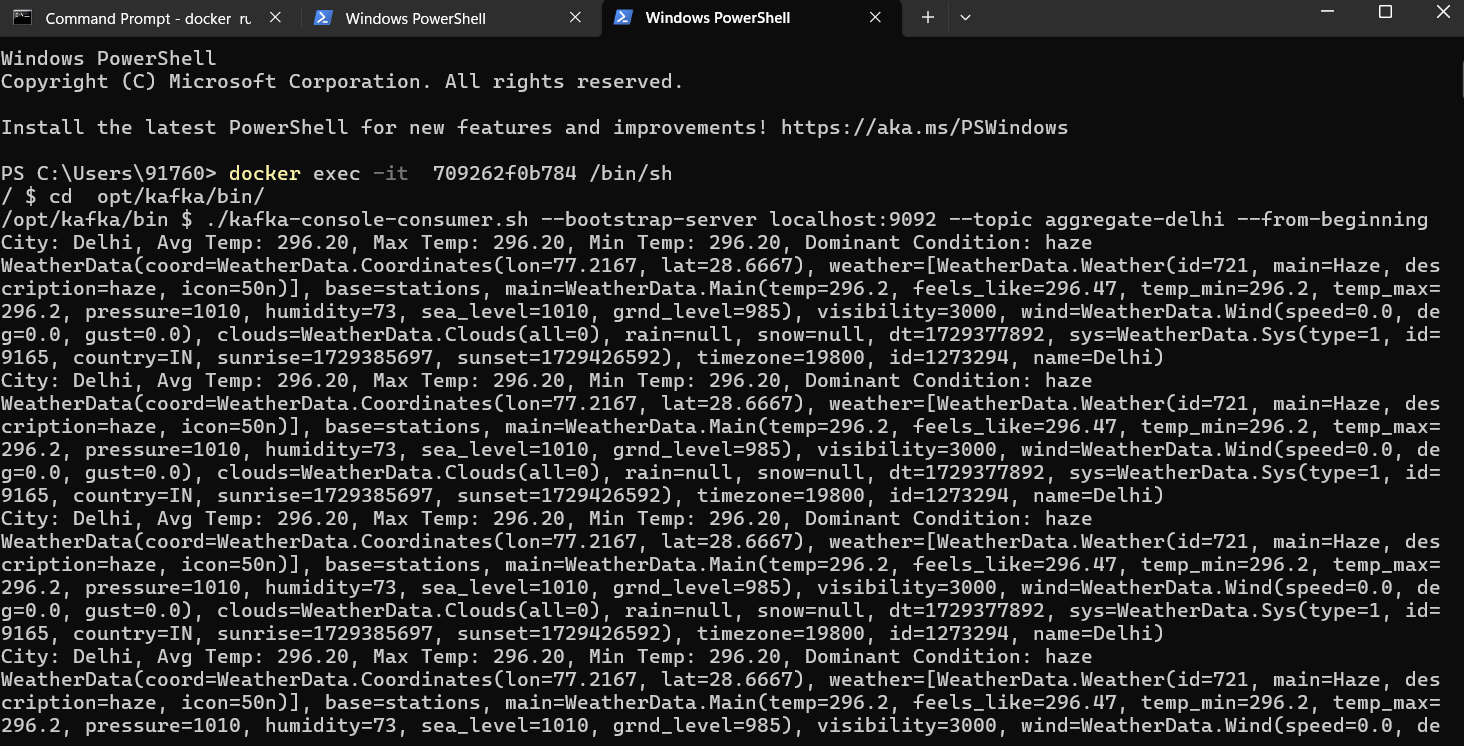 Command Prompt - docker ru
Windows PowerShell
Windows PowerShell
Windows PowerShell
Copyright (C) Microsoft Corporation. All rights reserved.
Install the latest PowerShell for new features and improvements! https://aka.ms/PSWindows
PS C:\Users\91760> docker exec -it  709262f0b784 /bin/sh
/ $ cd  opt/kafka/bin/
/opt/kafka/bin $ ./kafka-console-consumer.sh --bootstrap-server localhost:9092 --topic aggregate-delhi --from-beginning
City: Delhi, Avg Temp: 296.20, Max Temp: 296.20, Min Temp: 296.20, Dominant Condition: haze
WeatherData(coord=WeatherData.Coordinates(lon=77.2167, lat=28.6667), weather=[WeatherData.Weather(id=721, main=Haze, des
cription=haze, icon=50n)], base=stations, main=WeatherData.Main(temp=296.2, feels_like=296.47, temp_min=296.2, temp_max=
296.2, pressure=1010, humidity=73, sea_level=1010, grnd_level=985), visibility=3000, wind=WeatherData.Wind(speed=0.0, de
g=0.0, gust=0.0), clouds=WeatherData.Clouds(all=0), rain=null, snow=null, dt=1729377892, sys=WeatherData.Sys(type=1, id=
9165, country=IN, sunrise=1729385697, sunset=1729426592), timezone=19800, id=1273294, name=Delhi)
City: Delhi, Avg Temp: 296.20, Max Temp: 296.20, Min Temp: 296.20, Dominant Condition: haze
WeatherData(coord=WeatherData.Coordinates(lon=77.2167, lat=28.6667), weather=[WeatherData.Weather(id=721, main=Haze, des
cription=haze, icon=50n)], base=stations, main=WeatherData.Main(temp=296.2, feels_like=296.47, temp_min=296.2, temp_max=
296.2, pressure=1010, humidity=73, sea_level=1010, grnd_level=985), visibility=3000, wind=WeatherData.Wind(speed=0.0, de
g=0.0, gust=0.0), clouds=WeatherData.Clouds(all=0), rain=null, snow=null, dt=1729377892, sys=WeatherData.Sys(type=1, id=
9165, country=IN, sunrise=1729385697, sunset=1729426592), timezone=19800, id=1273294, name=Delhi)
City: Delhi, Avg Temp: 296.20, Max Temp: 296.20, Min Temp: 296.20, Dominant Condition: haze
WeatherData(coord=WeatherData.Coordinates(lon=77.2167, lat=28.6667), weather=[WeatherData.Weather(id=721, main=Haze, des
cription=haze, icon=50n)], base=stations, main=WeatherData.Main(temp=296.2, feels_like=296.47, temp_min=296.2, temp_max=
296.2, pressure=1010, humidity=73, sea_level=1010, grnd_level=985), visibility=3000, wind=WeatherData.Wind(speed=0.0, de
g=0.0, gust=0.0), clouds=WeatherData.Clouds(all=0), rain=null, snow=null, dt=1729377892, sys=WeatherData.Sys(type=1, id=
9165, country=IN, sunrise=1729385697, sunset=1729426592), timezone=19800, id=1273294, name=Delhi)
City: Delhi, Avg Temp: 296.20, Max Temp: 296.20, Min Temp: 296.20, Dominant Condition: haze
WeatherData(coord=WeatherData.Coordinates(lon=77.2167, lat=28.6667), weather=[WeatherData.Weather(id=721, main=Haze, des
cription=haze, icon=50n)], base=stations, main=WeatherData.Main(temp=296.2, feels_like=296.47, temp_min=296.2, temp_max=
296.2, pressure=1010, humidity=73, sea_level=1010, grnd_level=985), visibility=3000, wind=WeatherData.Wind(speed=0.0, de